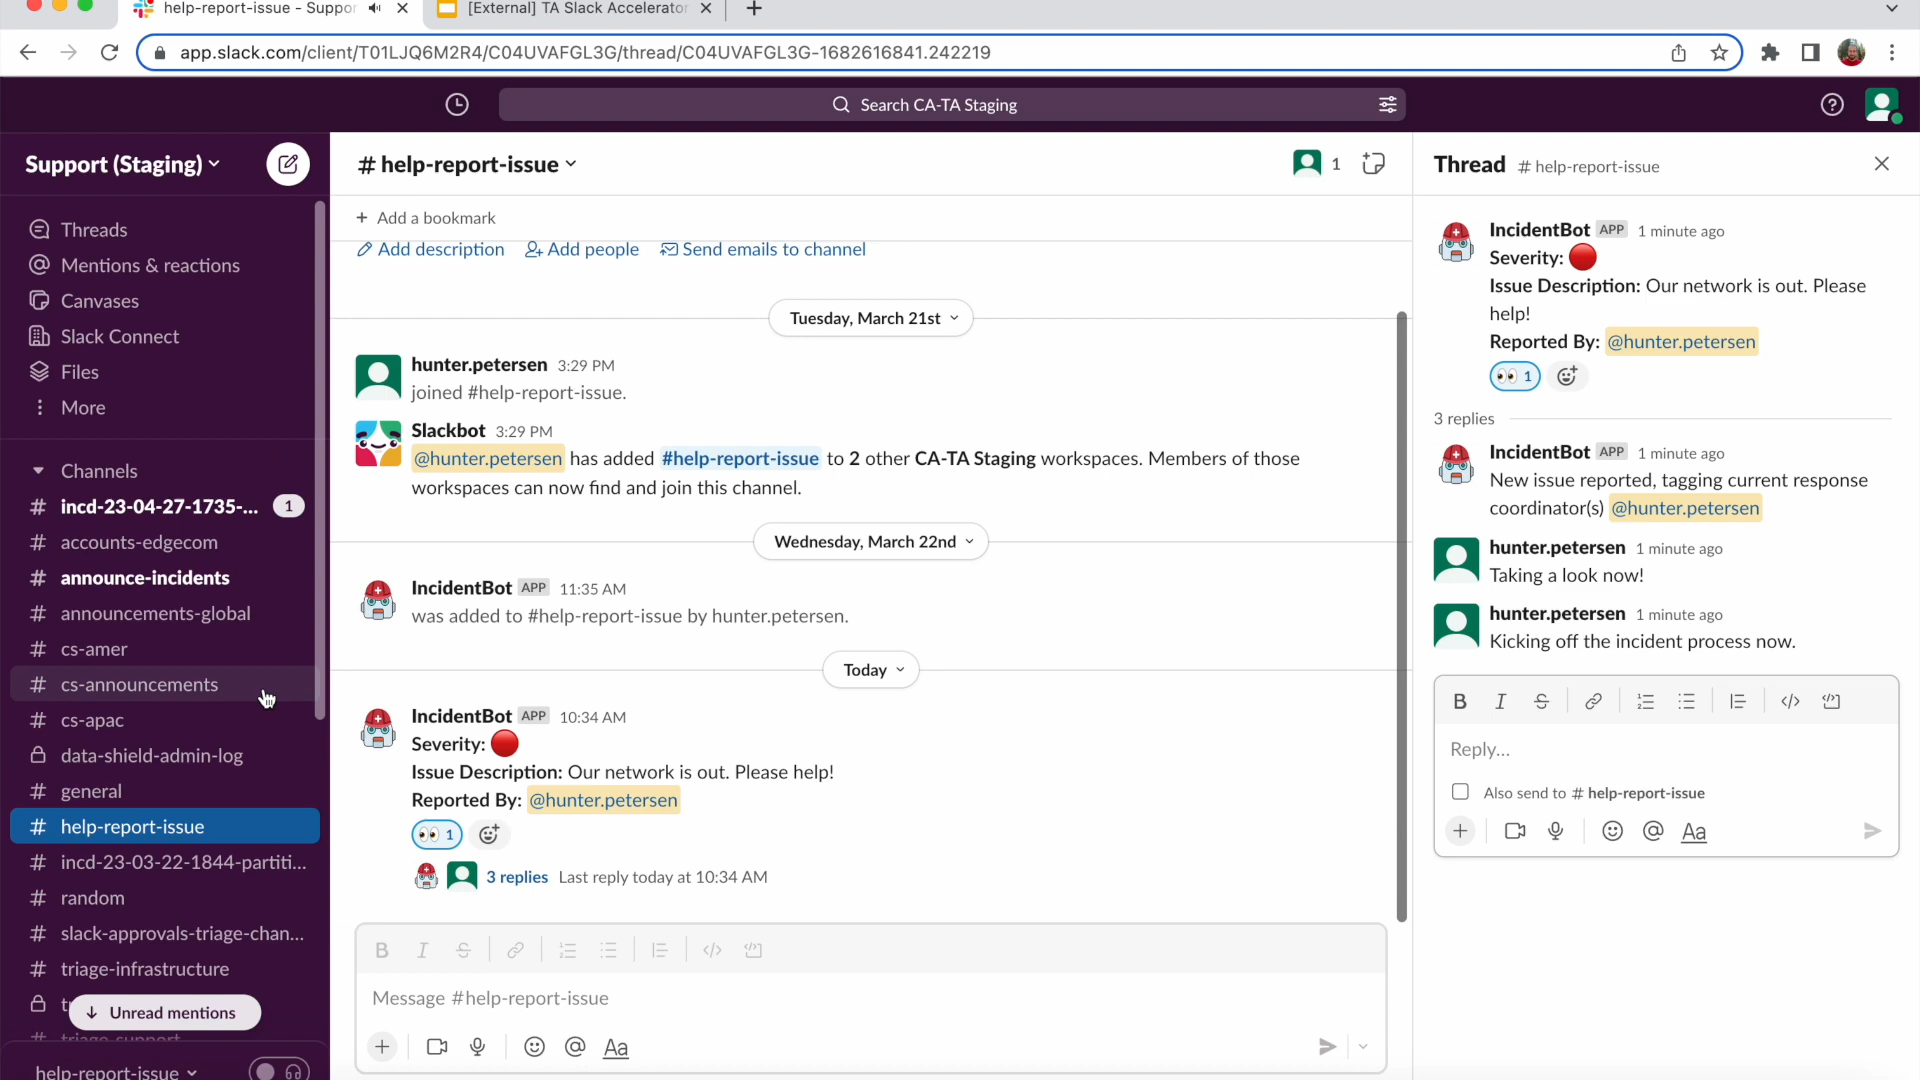 help-report-issue - Suppor
[External] TA Slack Accelerator
app.slack.com/client/T01LJQ6M2R4/C04UVAFGL3G/thread/C04UVAFGL3G-1682616841.242219
Search CA-TA Staging
Support (Staging)
Threads
Mentions & reactions
Canvases
Slack Connect
Files
More
Channels
# incd-23-04-27-1735-... 1
# accounts-edgecom
# announce-incidents
# announcements-global
# cs-amer
# cs-announcements
# cs-apac
data-shield-admin-log
# general
# help-report-issue
# incd-23-03-22-1844-partiti...
# random
# slack-approvals-triage-chan...
# triage-infrastructure
Unread mentions
# triage-support
help-report-issue
# help-report-issue
1
+ Add a bookmark
Add description Add people Send emails to channel
Tuesday, March 21st
hunter.petersen 3:29 PM
joined #help-report-issue.
Slackbot 3:29 PM
@hunter.petersen has added #help-report-issue to 2 other CA-TA Staging workspaces. Members of those
workspaces can now find and join this channel.
Wednesday, March 22nd
IncidentBot APP 11:35 AM
was added to #help-report-issue by hunter.petersen.
Today
IncidentBot APP 10:34 AM
Severity:
Issue Description: Our network is out. Please help!
Reported By: @hunter.petersen
1
3 replies Last reply today at 10:34 AM
B I S
Message #help-report-issue
+ @ Aa
Thread # help-report-issue
IncidentBot APP 1 minute ago
Severity:
Issue Description: Our network is out. Please
help!
Reported By: @hunter.petersen
1
3 replies
IncidentBot APP 1 minute ago
New issue reported, tagging current response
coordinator(s) @hunter.petersen
hunter.petersen 1 minute ago
Taking a look now!
hunter.petersen 1 minute ago
Kicking off the incident process now.
B I S
Reply...
Also send to # help-report-issue
+ @ Aa